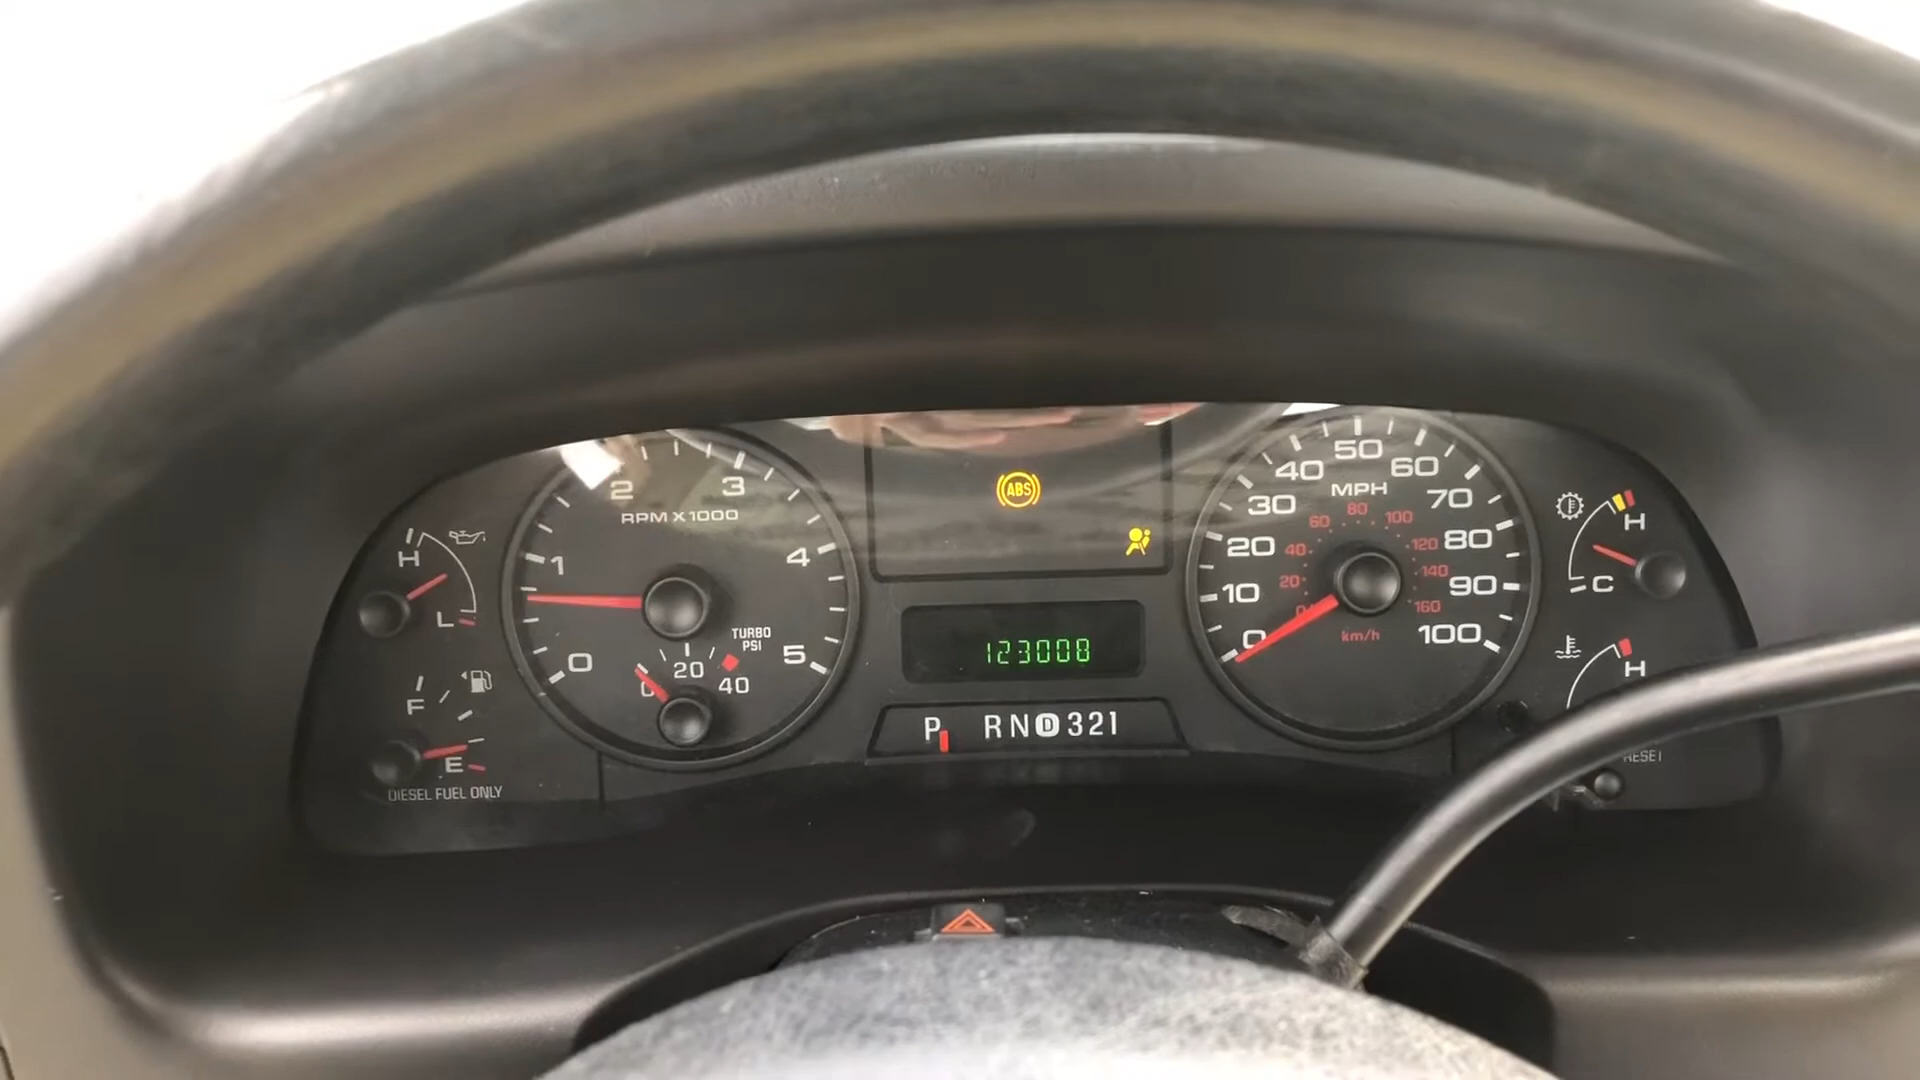 2 3
RPM X 1000
1 4
0 5
TURBO
PSI
0 20 40
H
L
F
E
DIESEL FUEL ONLY
ABS
123008
P R N D 3 2 1
0 10 20 30 40 50 60 70 80 90 100
MPH
20 40 60 80 100 120 140 160
km/h
H
C
H
RESET